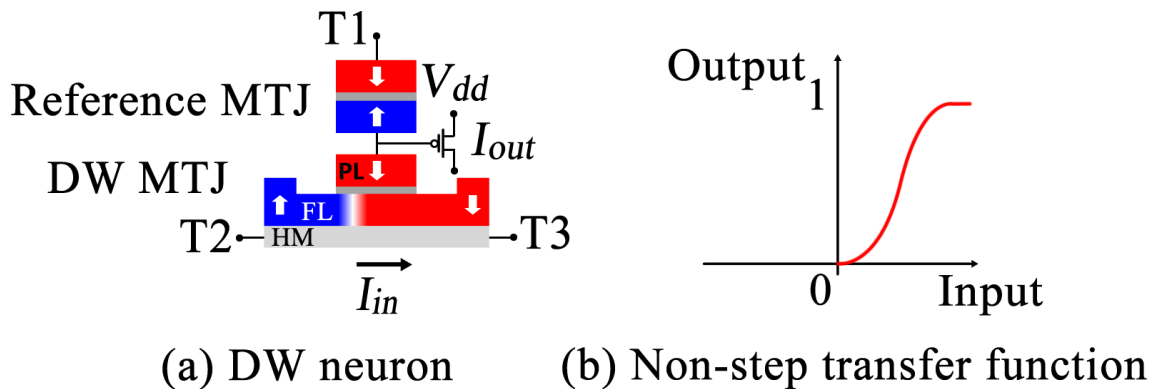 T1
Reference MTJ
V_dd
I_out
DW MTJ
PL
FL
T2
HM
T3
I_in
(a) DW neuron
Output
1
0
Input
(b) Non-step transfer function